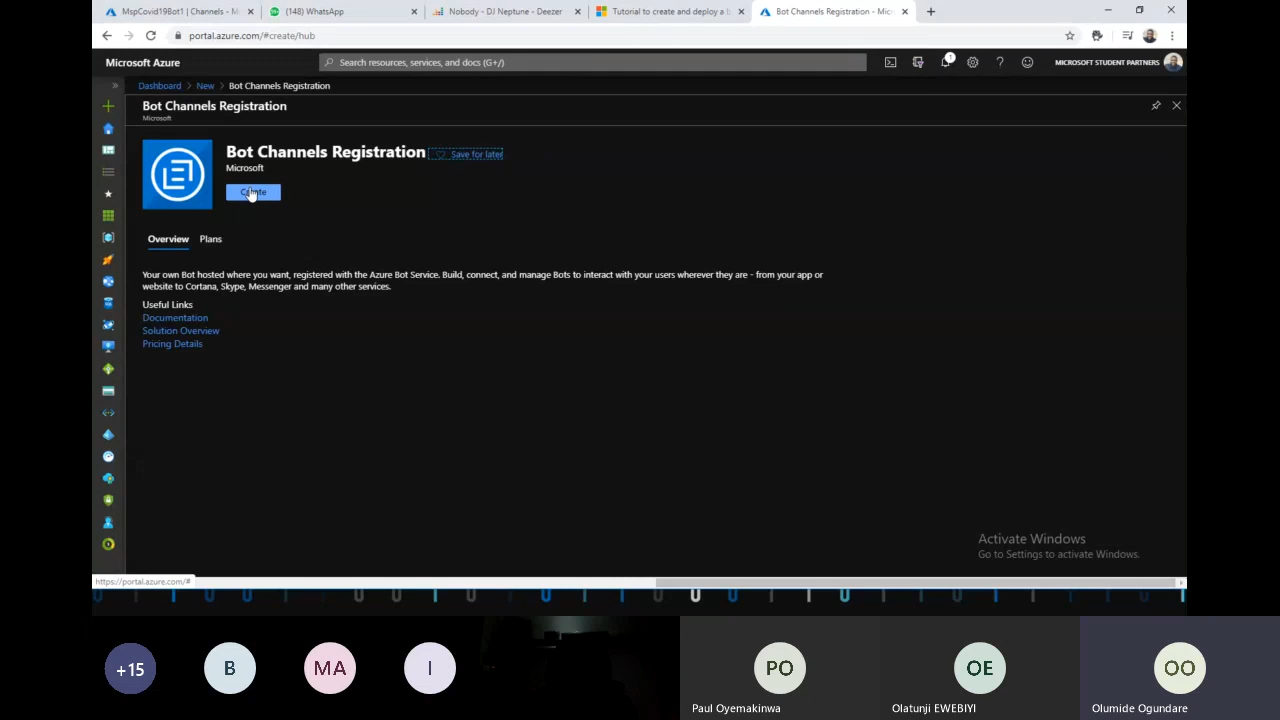 MspCovid19Bot1 | Channels - M
(148) WhatsApp
Nobody - DJ Neptune - Deezer
Tutorial to create and deploy a b
Bot Channels Registration - Mic
portal.azure.com/#create/hub
Microsoft Azure
Search resources, services, and docs (G+/)
1
MICROSOFT STUDENT PARTNERS
Dashboard > New > Bot Channels Registration
Bot Channels Registration
Microsoft
Bot Channels Registration
Save for later
Microsoft
Create
Overview
Plans
Your own Bot hosted where you want, registered with the Azure Bot Service. Build, connect, and manage Bots to interact with your users wherever they are - from your app or
website to Cortana, Skype, Messenger and many other services.
Useful Links
Documentation
Solution Overview
Pricing Details
Activate Windows
Go to Settings to activate Windows.
https://portal.azure.com/#
+15
B
MA
I
PO
OE
OO
Paul Oyemakinwa
Olatunji EWEBIYI
Olumide Ogundare